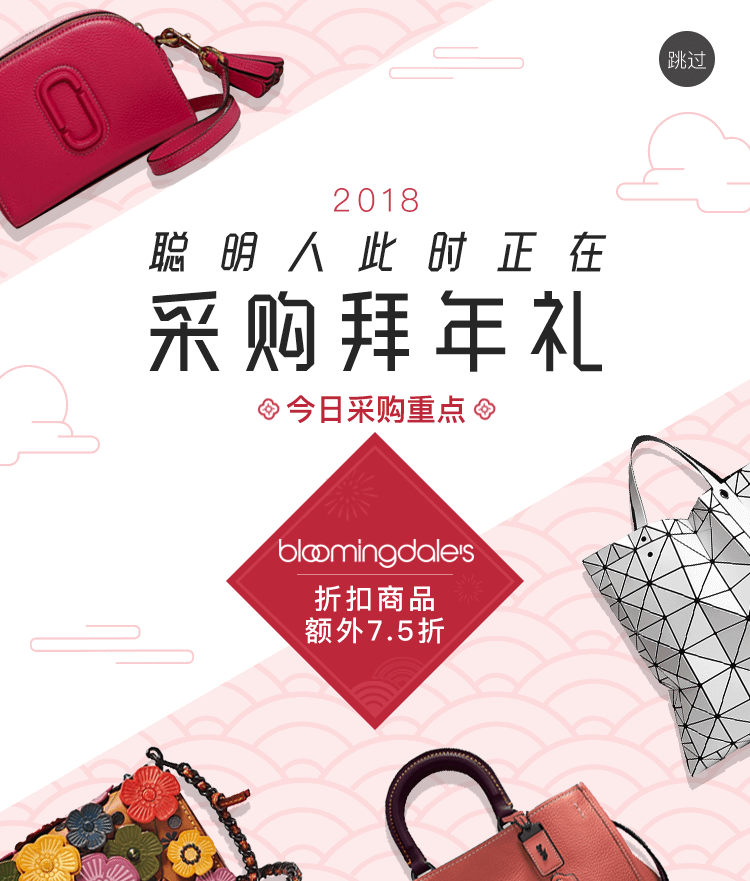 跳过
2018
聪明人此时正在
采购拜年礼
今日采购重点
bloomingdale's
折扣商品
额外7.5折